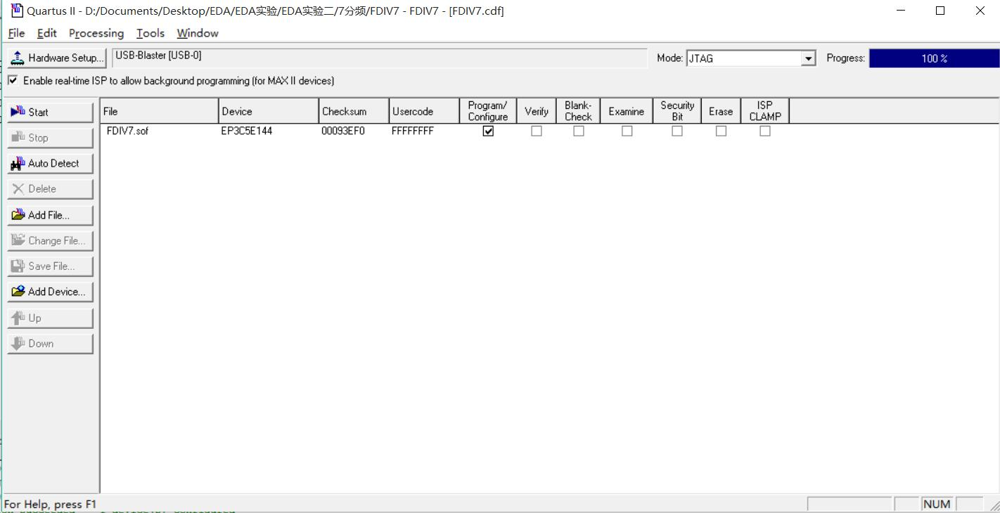 Quartus II - D:/Documents/Desktop/EDA/EDA实验/EDA实验二/7分频/FDIV7 - FDIV7 - [FDIV7.cdf]
File Edit Processing Tools Window
Hardware Setup... USB-Blaster [USB-0] Mode: JTAG Progress: 100 %
Enable real-time ISP to allow background programming (for MAX II devices)
Start
Stop
Auto Detect
Delete
Add File...
Change File...
Save File...
Add Device...
Up
Down
File Device Checksum Usercode Program/ Configure Verify Blank- Check Examine Security Bit Erase ISP CLAMP
FDIV7.sof EP3C5E144 00093EF0 FFFFFFFF
For Help, press F1 NUM